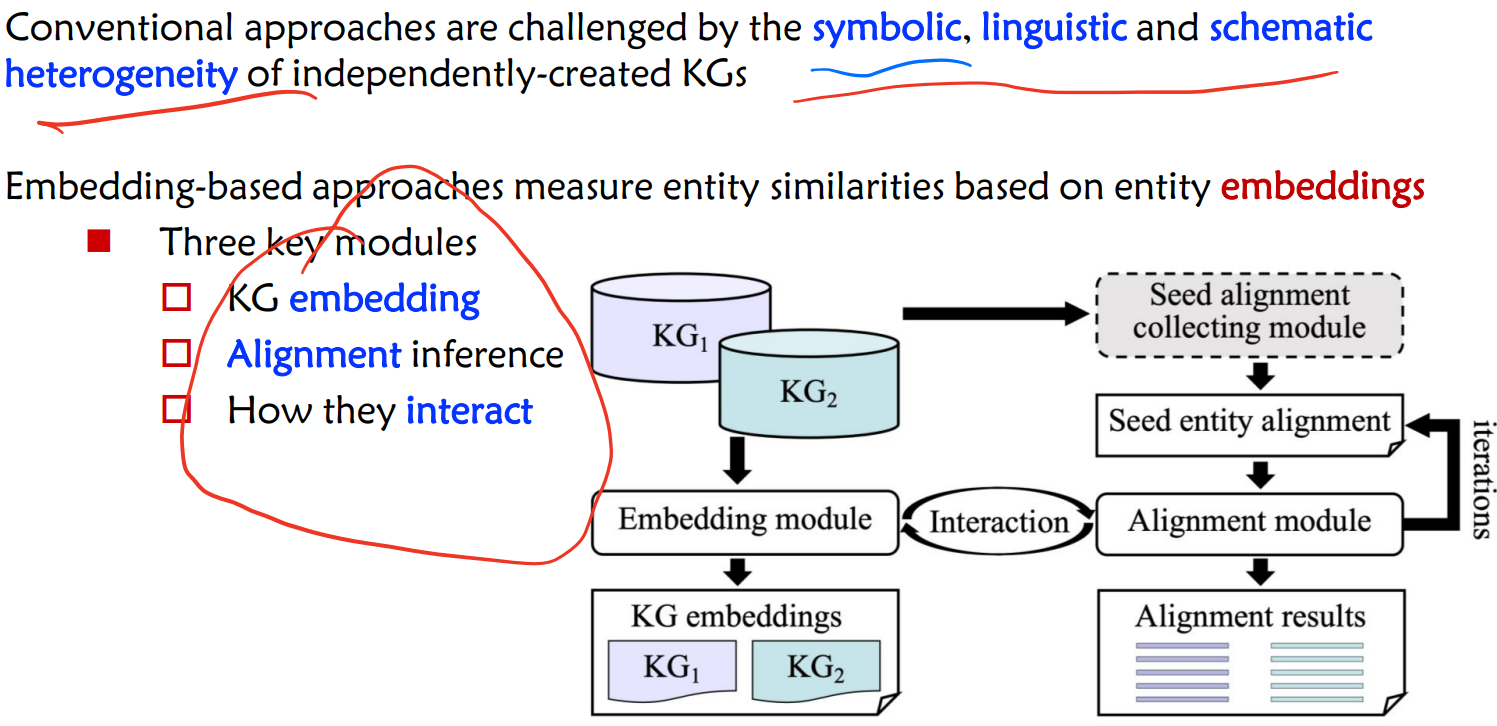 Conventional approaches are challenged by the symbolic, linguistic and schematic
heterogeneity of independently-created KGs
Embedding-based approaches measure entity similarities based on entity embeddings
Three key modules
KG embedding
Alignment inference
How they interact
KG₁
KG₂
Seed alignment
collecting module
Seed entity alignment
iterations
Embedding module
Interaction
Alignment module
KG embeddings
KG₁
KG₂
Alignment results